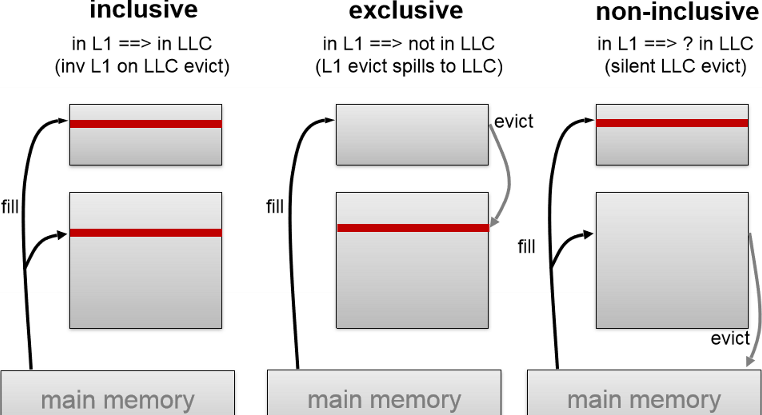 inclusive
in L1 ==> in LLC
(inv L1 on LLC evict)
fill
main memory
exclusive
in L1 ==> not in LLC
(L1 evict spills to LLC)
evict
fill
main memory
non-inclusive
in L1 ==> ? in LLC
(silent LLC evict)
fill
evict
main memory